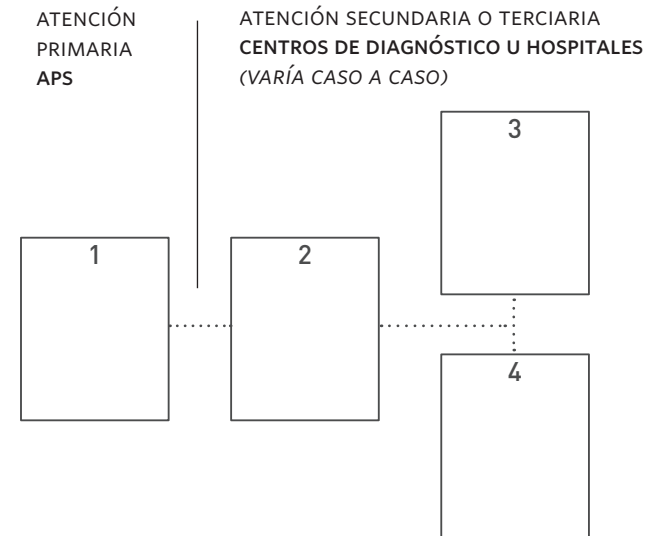 ATENCIÓN
PRIMARIA
APS
ATENCIÓN SECUNDARIA O TERCIARIA
CENTROS DE DIAGNÓSTICO U HOSPITALES
(VARÍA CASO A CASO)
1
2
3
4